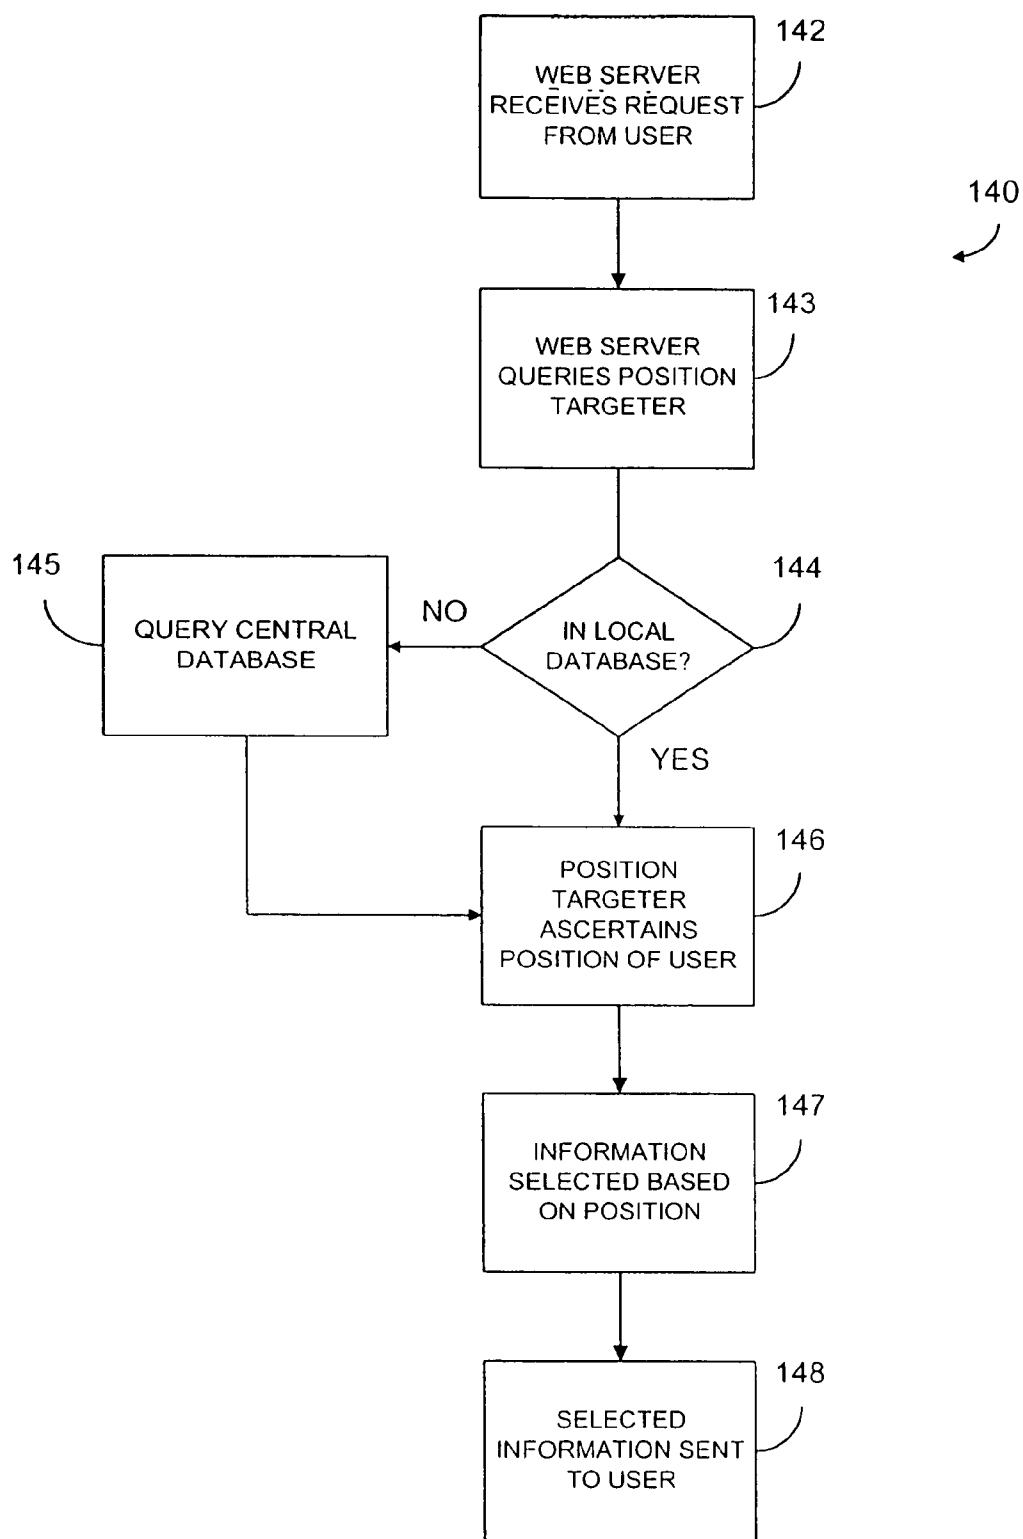 142
WEB SERVER
RECEIVES REQUEST
FROM USER
140
143
WEB SERVER
QUERIES POSITION
TARGETER
144
IN LOCAL
DATABASE?
NO
145
QUERY CENTRAL
DATABASE
YES
146
POSITION
TARGETER
ASCERTAINS
POSITION OF USER
147
INFORMATION
SELECTED BASED
ON POSITION
148
SELECTED
INFORMATION SENT
TO USER